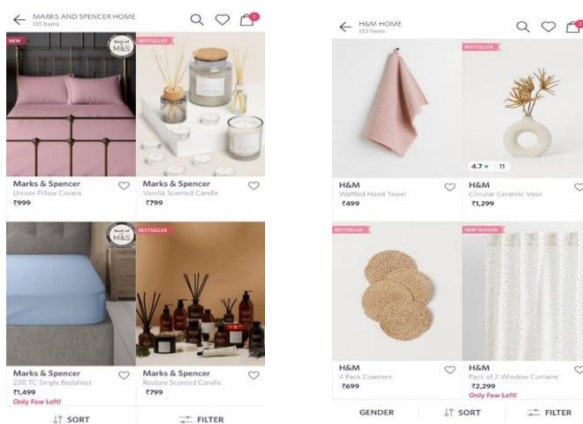 MARKS AND SPENCER HOME
135 Items
3
NEW
Best of
M&S
BESTSELLER
Marks & Spencer
Unisex Pillow Covers
₹999
Marks & Spencer
Vanilla Scented Candle
₹799
Best of
M&S
BESTSELLER
Marks & Spencer
230 TC Single Bedsheet
₹1,499
Only Few Left!
Marks & Spencer
Restore Scented Candle
₹799
SORT
FILTER
H&M HOME
BESTSELLER
4.7 ★ 11
H&M
Waffled Hand Towel
₹499
H&M
Circular Ceramic Vase
₹1,299
BESTSELLER
NEW SEASON
H&M
4 Pack Coasters
₹699
H&M
Pack of 2 Window Curtains
₹2,299
Only Few Left!
GENDER
SORT
FILTER